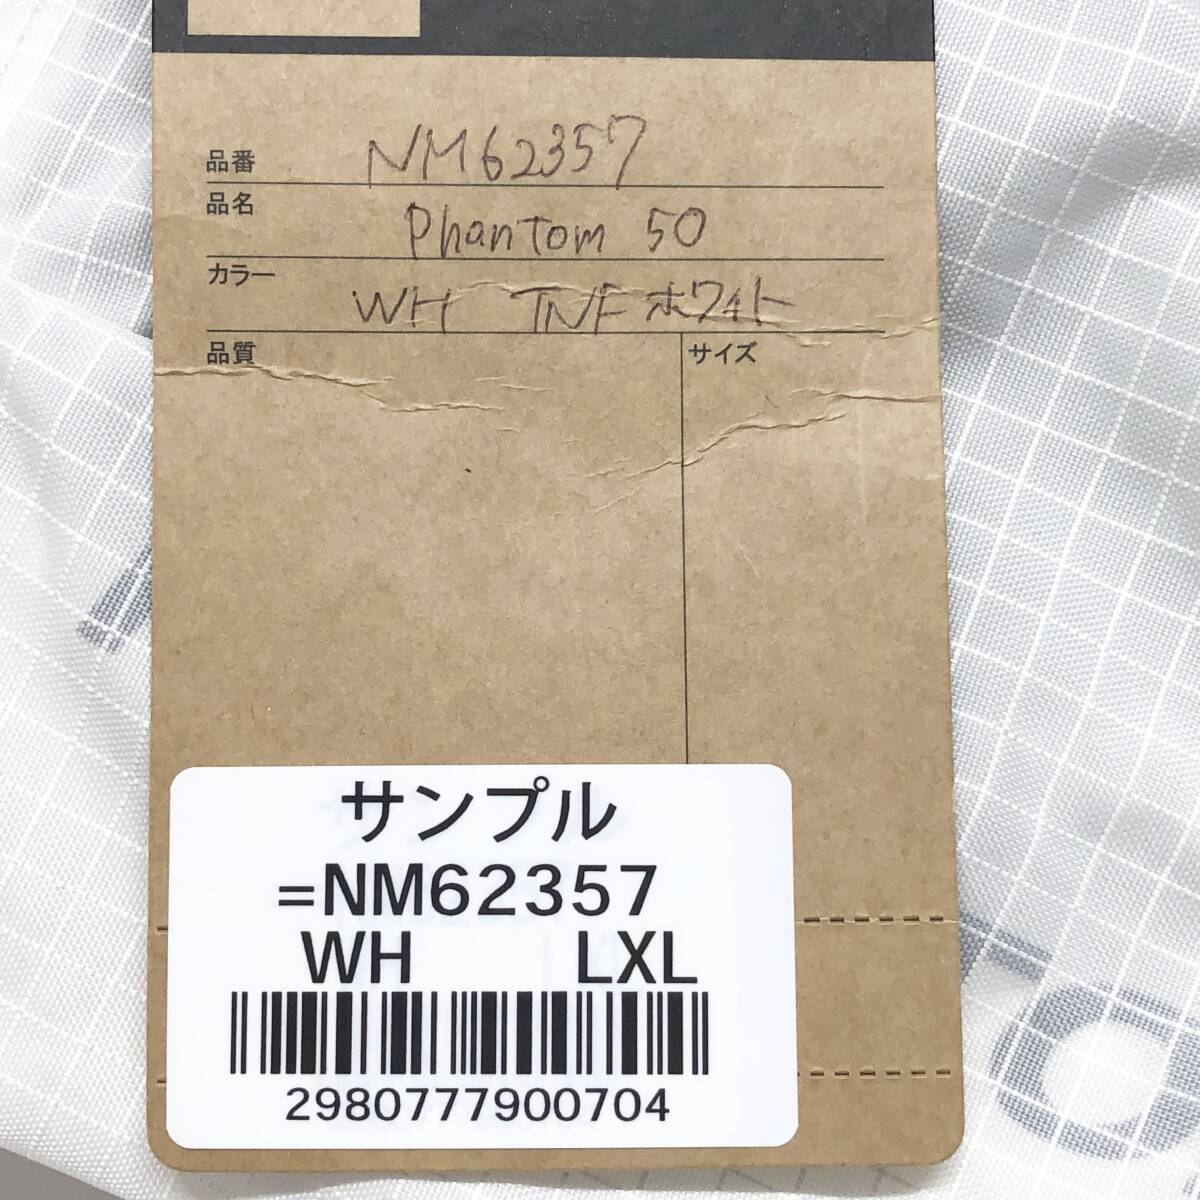 品番 NM62357
品名 Phantom 50
カラー WH TNFホワイト
品質 サイズ
サンプル
=NM62357
WH LXL
2980777900704